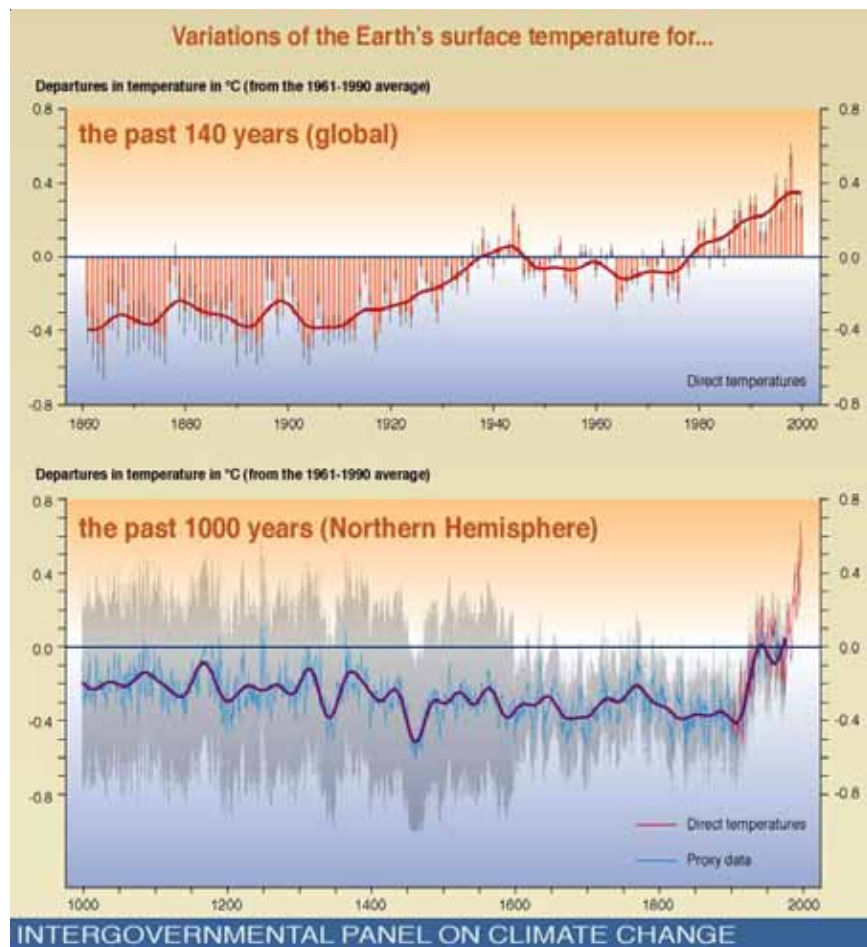 Variations of the Earth's surface temperature for...
Departures in temperature in °C (from the 1961-1990 average)
0.8 0.8
the past 140 years (global)
0.4 0.4
0.0 0.0
-0.4 -0.4
Direct temperatures
-0.8 -0.8
1860 1880 1900 1920 1940 1960 1980 2000
Departures in temperature in °C (from the 1961-1990 average)
0.8 0.8
the past 1000 years (Northern Hemisphere)
0.4 0.4
0.0 0.0
-0.4 -0.4
-0.8 -0.8
Direct temperatures
Proxy data
1000 1200 1400 1600 1800 2000
INTERGOVERNMENTAL PANEL ON CLIMATE CHANGE